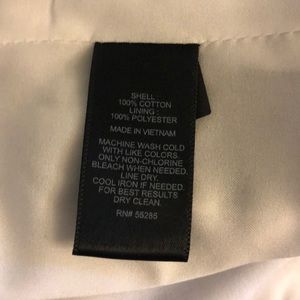 SHELL
100% COTTON
LINING :
100% POLYESTER
MADE IN VIETNAM
MACHINE WASH COLD
WITH LIKE COLORS.
ONLY NON-CHLORINE
BLEACH WHEN NEEDED.
LINE DRY.
COOL IRON IF NEEDED.
FOR BEST RESULTS
DRY CLEAN.
RN# 55285